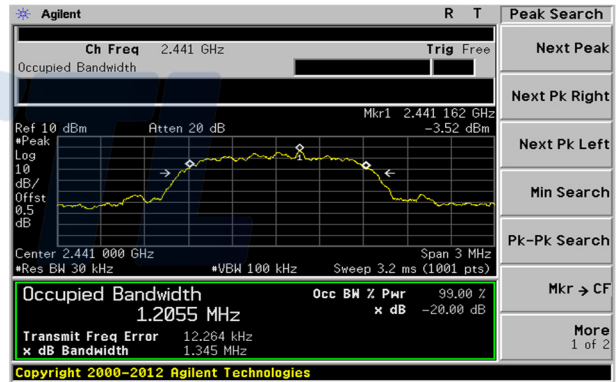 Agilent R T Peak Search
Ch Freq 2.441 GHz Trig Free
Occupied Bandwidth
Next Peak
Next Pk Right
Mkr1 2.441 162 GHz
Ref 10 dBm Atten 20 dB -3.52 dBm
#Peak
Log
10
dB/
Offst
0.5
dB
1
Next Pk Left
Min Search
Pk-Pk Search
Center 2.441 000 GHz Span 3 MHz
#Res BW 30 kHz #VBW 100 kHz Sweep 3.2 ms (1001 pts)
Occupied Bandwidth Occ BW % Pwr 99.00 %
1.2055 MHz x dB -20.00 dB
Transmit Freq Error 12.264 kHz
x dB Bandwidth 1.345 MHz
Mkr → CF
More
1 of 2
Copyright 2000-2012 Agilent Technologies